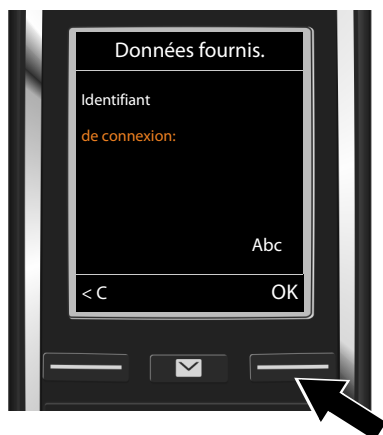 Données fournis.
Identifiant
de connexion:
Abc
< C OK